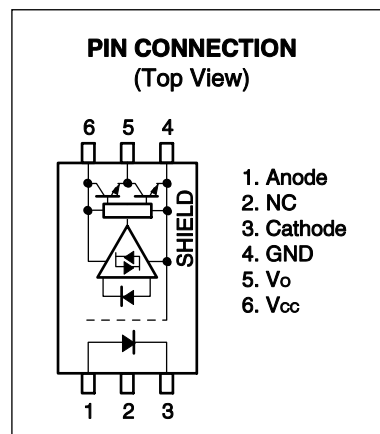 PIN CONNECTION
(Top View)
6 5 4
SHIELD
1 2 3
1. Anode
2. NC
3. Cathode
4. GND
5. Vo
6. Vcc